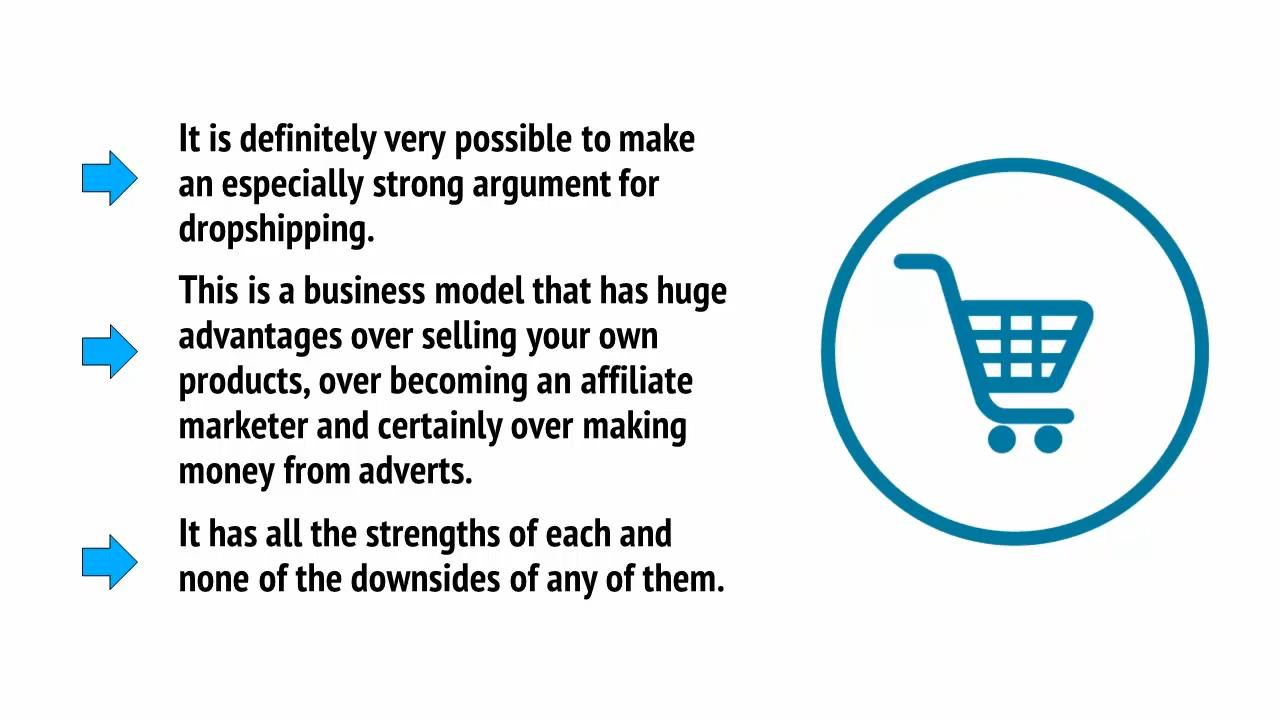 It is definitely very possible to make
an especially strong argument for
dropshipping.
This is a business model that has huge
advantages over selling your own
products, over becoming an affiliate
marketer and certainly over making
money from adverts.
It has all the strengths of each and
none of the downsides of any of them.